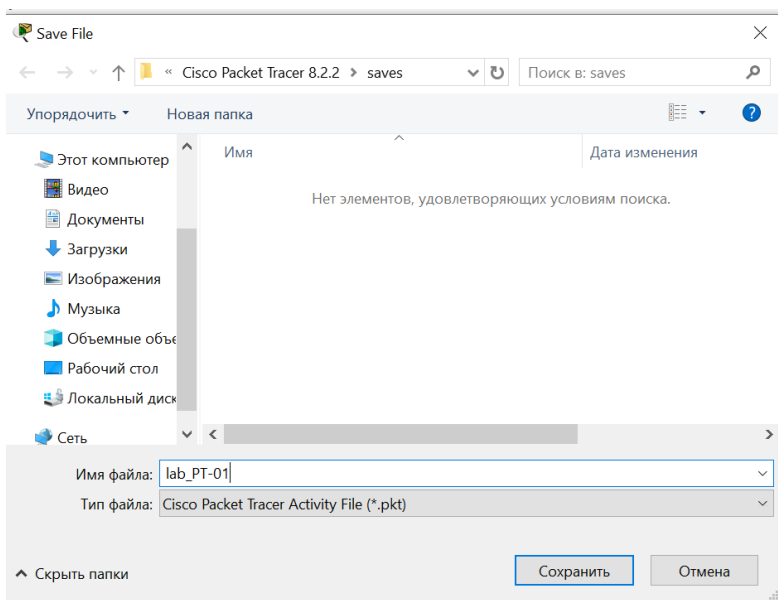 Save File
« Cisco Packet Tracer 8.2.2 > saves
Поиск в: saves
Упорядочить
Новая папка
?
Этот компьютер
Видео
Документы
Загрузки
Изображения
Музыка
Объемные объе
Рабочий стол
Локальный диск
Сеть
Имя
Дата изменения
Нет элементов, удовлетворяющих условиям поиска.
Имя файла: lab_PT-01
Тип файла: Cisco Packet Tracer Activity File (*.pkt)
Скрыть папки
Сохранить
Отмена